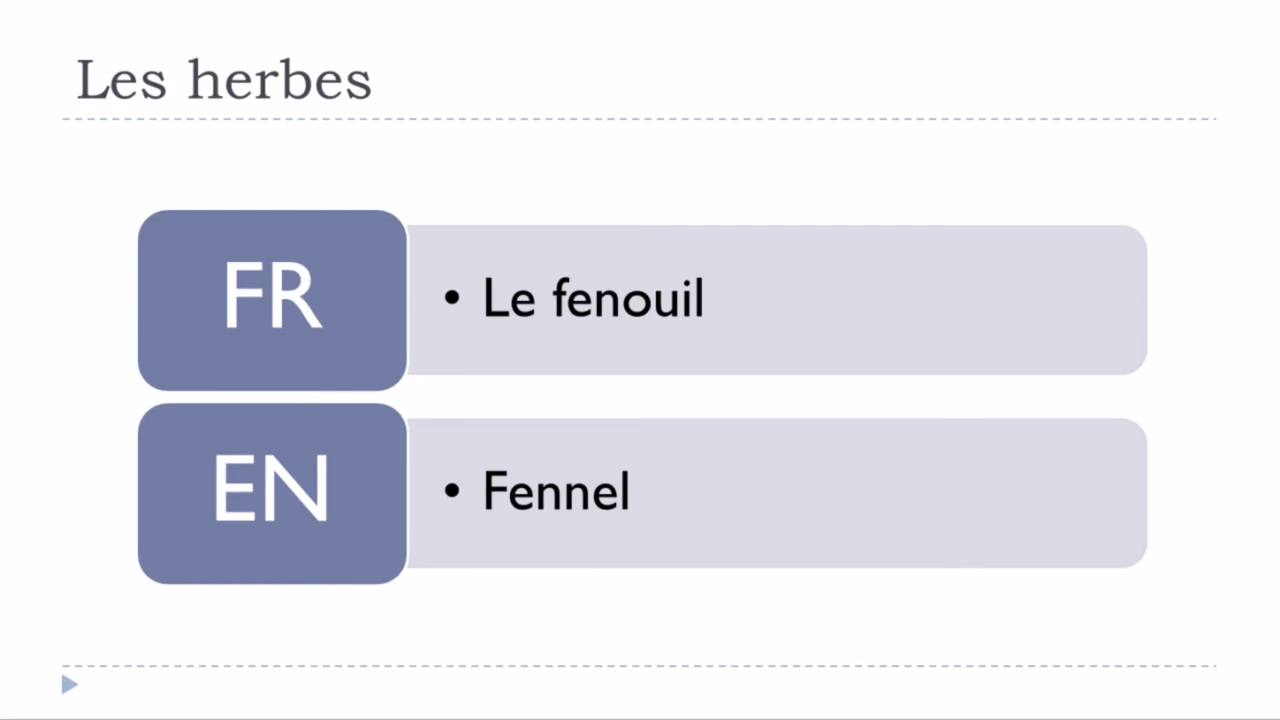 Les herbes
FR
• Le fenouil
EN
• Fennel